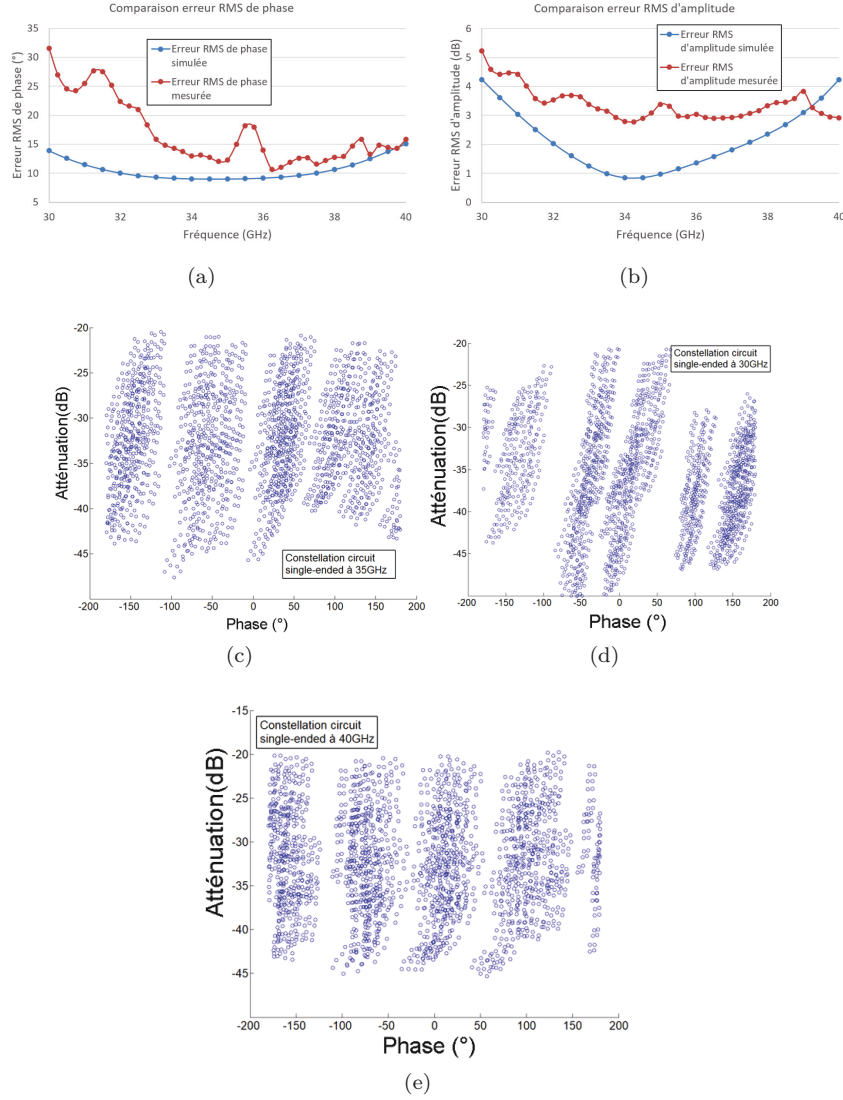 Comparaison erreur RMS de phase
Erreur RMS de phase (°)
35
30
25
20
15
10
5
Erreur RMS de phase
simulée
Erreur RMS de phase
mesurée
30
32
34
36
38
40
Fréquence (GHz)
(a)
Comparaison erreur RMS d'amplitude
Erreur RMS d'amplitude (dB)
6
5
4
3
2
1
0
Erreur RMS
d'amplitude simulée
Erreur RMS
d'amplitude mesurée
30
32
34
36
38
40
Fréquence (GHz)
(b)
Atténuation(dB)
-20
-25
-30
-35
-40
-45
Constellation circuit
single-ended à 35GHz
-200
-150
-100
-50
0
50
100
150
200
Phase (°)
(c)
Atténuation(dB)
-20
-25
-30
-35
-40
-45
Constellation circuit
single-ended à 30GHz
-200
-150
-100
-50
0
50
100
150
200
Phase (°)
(d)
Atténuation(dB)
-15
-20
-25
-30
-35
-40
-45
Constellation circuit
single-ended à 40GHz
-200
-150
-100
-50
0
50
100
150
200
Phase (°)
(e)